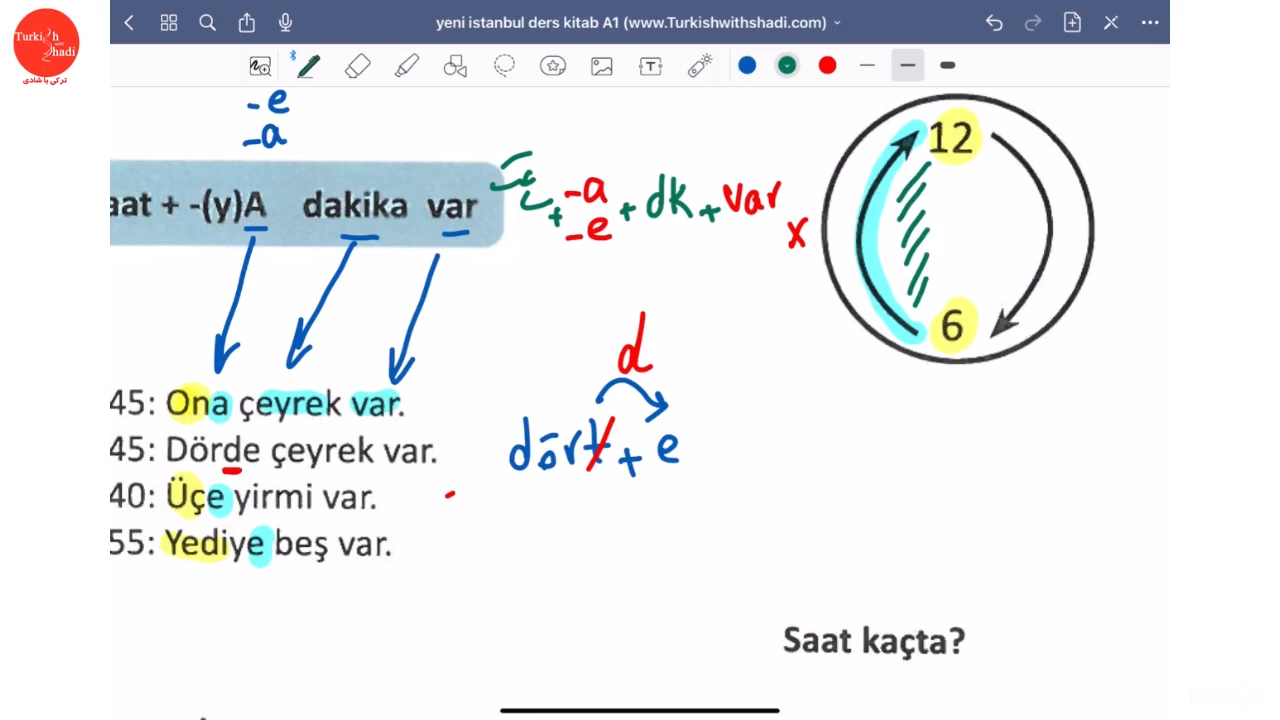 Turkish
with
Shadi
ترکی با شادی
yeni istanbul ders kitab A1 (www.Turkishwithshadi.com)
T
-e
-a
aat + -(y)A dakika var
+ -a
-e + dk + var
x
12
6
d
dört + e
45: Ona çeyrek var.
45: Dörde çeyrek var.
40: Üçe yirmi var.
55: Yediye beş var.
Saat kaçta?